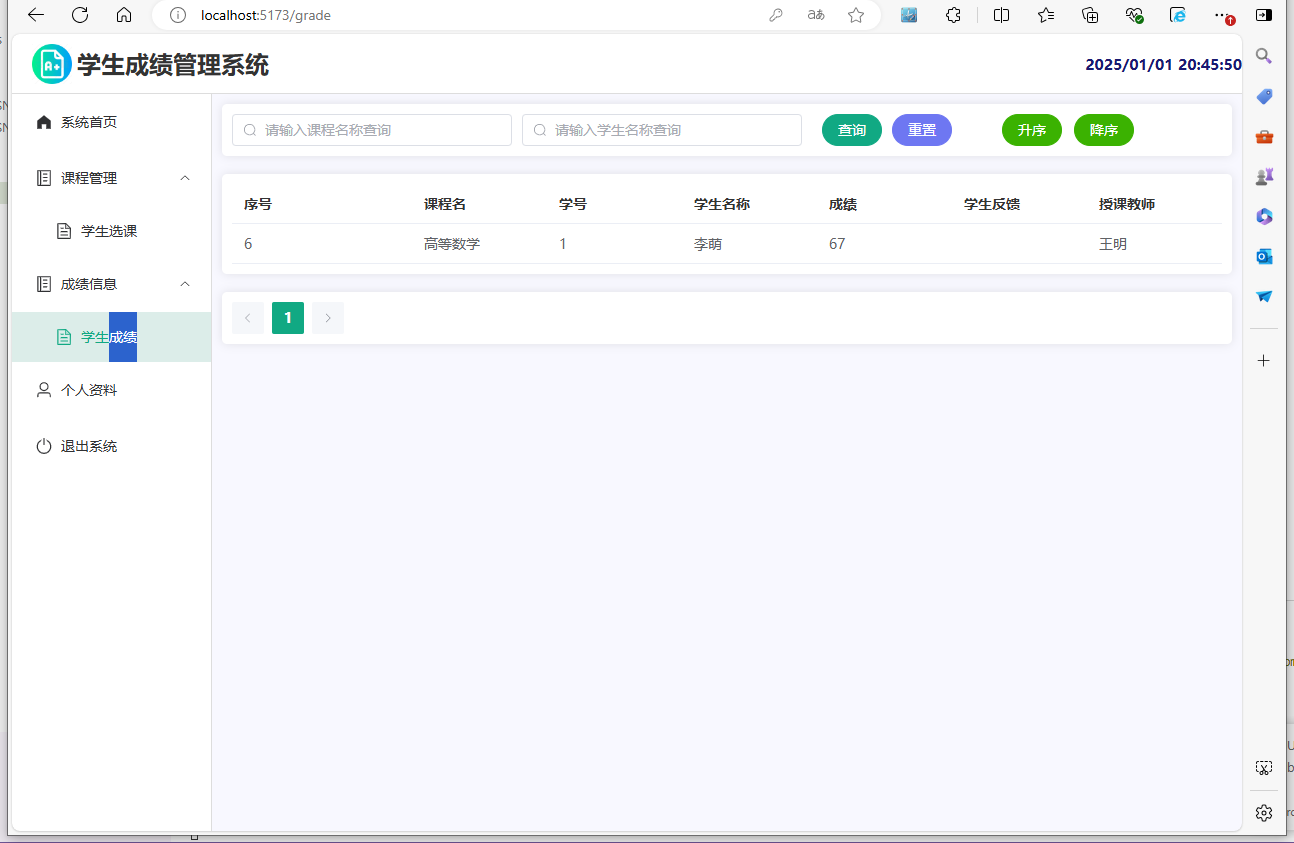 localhost:5173/grade
aあ
学生成绩管理系统
2025/01/01 20:45:50
系统首页
课程管理
学生选课
成绩信息
学生成绩
个人资料
退出系统
请输入课程名称查询 请输入学生名称查询 查询 重置 升序 降序
序号 课程名 学号 学生名称 成绩 学生反馈 授课教师
6 高等数学 1 李萌 67 王明
1